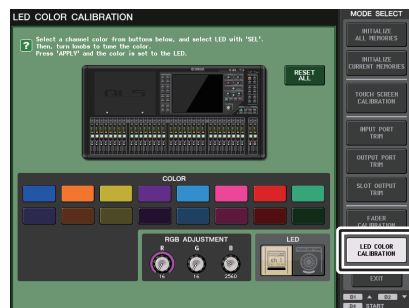 LED COLOR CALIBRATION
MODE SELECT
? Select a channel color from buttons below, and select LED with 'SEL'.
Then, turn knobs to tune the color.
Press 'APPLY' and the color is set to the LED.
INITIALIZE
ALL MEMORIES
INITIALIZE
CURRENT MEMORIES
RESET
ALL
TOUCH SCREEN
CALIBRATION
INPUT PORT
TRIM
OUTPUT PORT
TRIM
COLOR
SLOT OUTPUT
TRIM
FADER
CALIBRATION
RGB ADJUSTMENT
LED
R
G
B
ch 1
16
16
2560
LED COLOR
CALIBRATION
EXIT
START